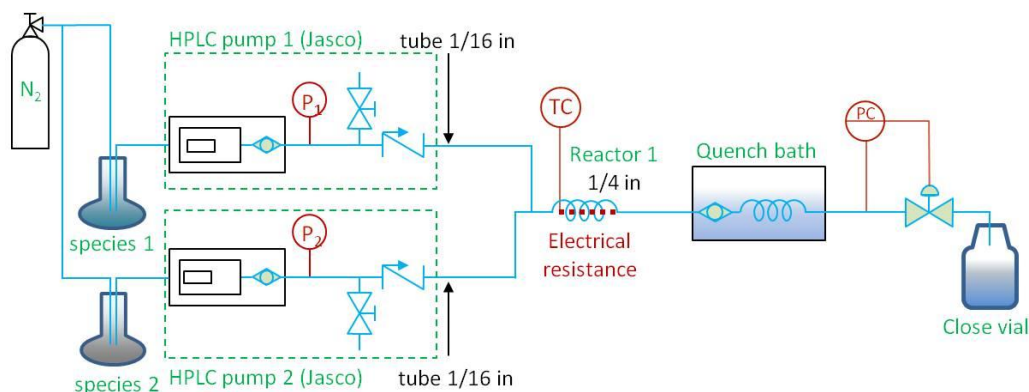 HPLC pump 1 (Jasco)
tube 1/16 in
N2
P1
TC
PC
Reactor 1
1/4 in
Quench bath
species 1
P2
Electrical
resistance
Close vial
species 2
HPLC pump 2 (Jasco)
tube 1/16 in